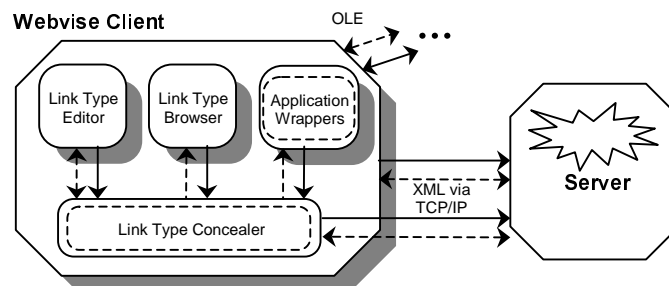 Webvise Client
OLE
Link Type
Editor
Link Type
Browser
Application
Wrappers
Link Type Concealer
XML via
TCP/IP
Server